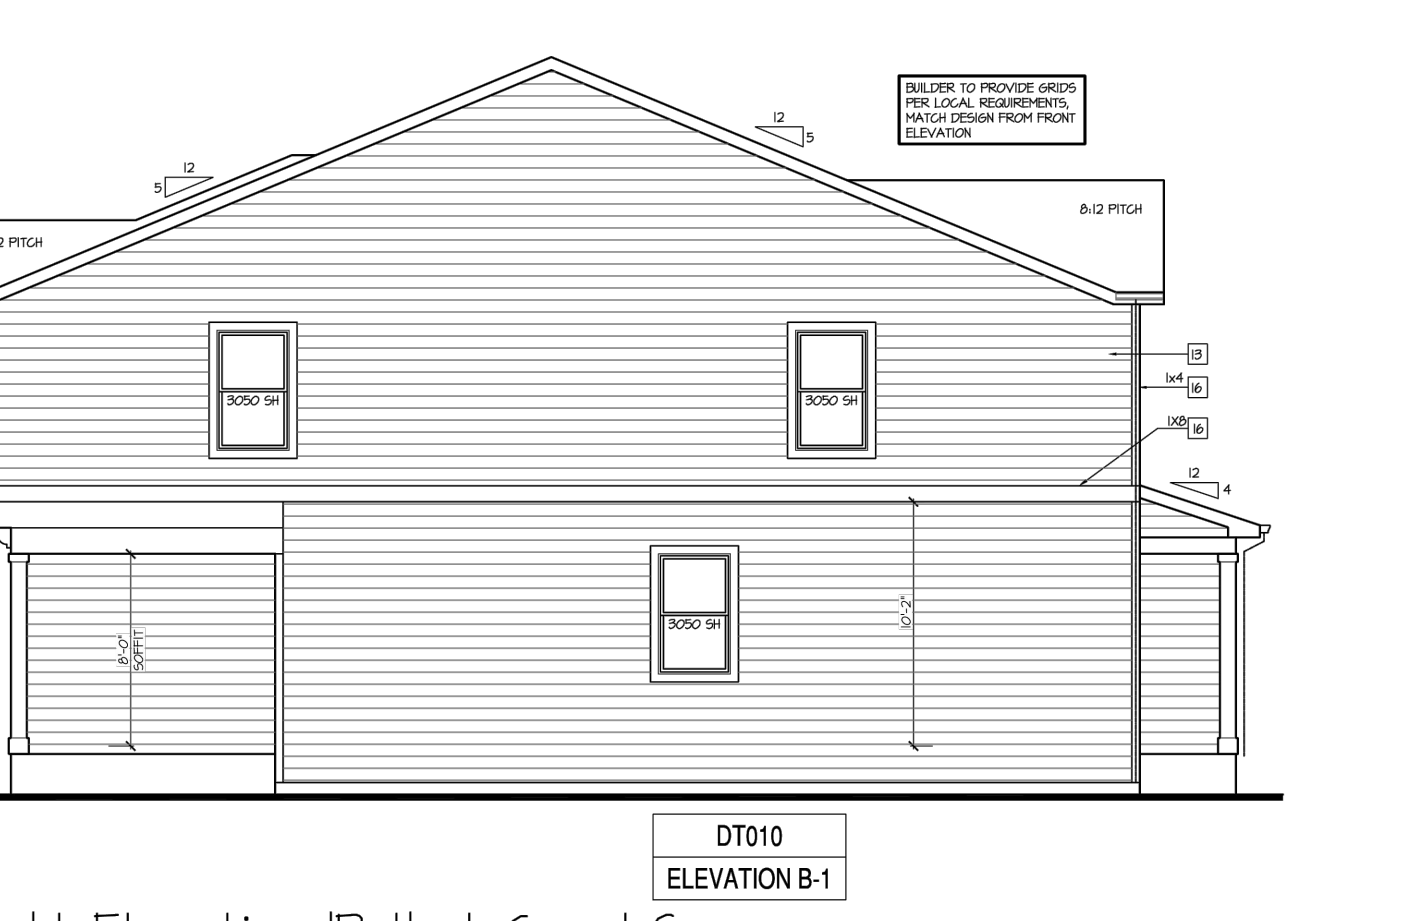 BUILDER TO PROVIDE GRIDS
PER LOCAL REQUIREMENTS,
MATCH DESIGN FROM FRONT
ELEVATION
12
5
12
5
8:12 PITCH
2 PITCH
13
1x4
16
1X8
16
3050 SH
3050 SH
12
4
3050 SH
10'-2"
8'-0"
SOFFIT
DT010
ELEVATION B-1